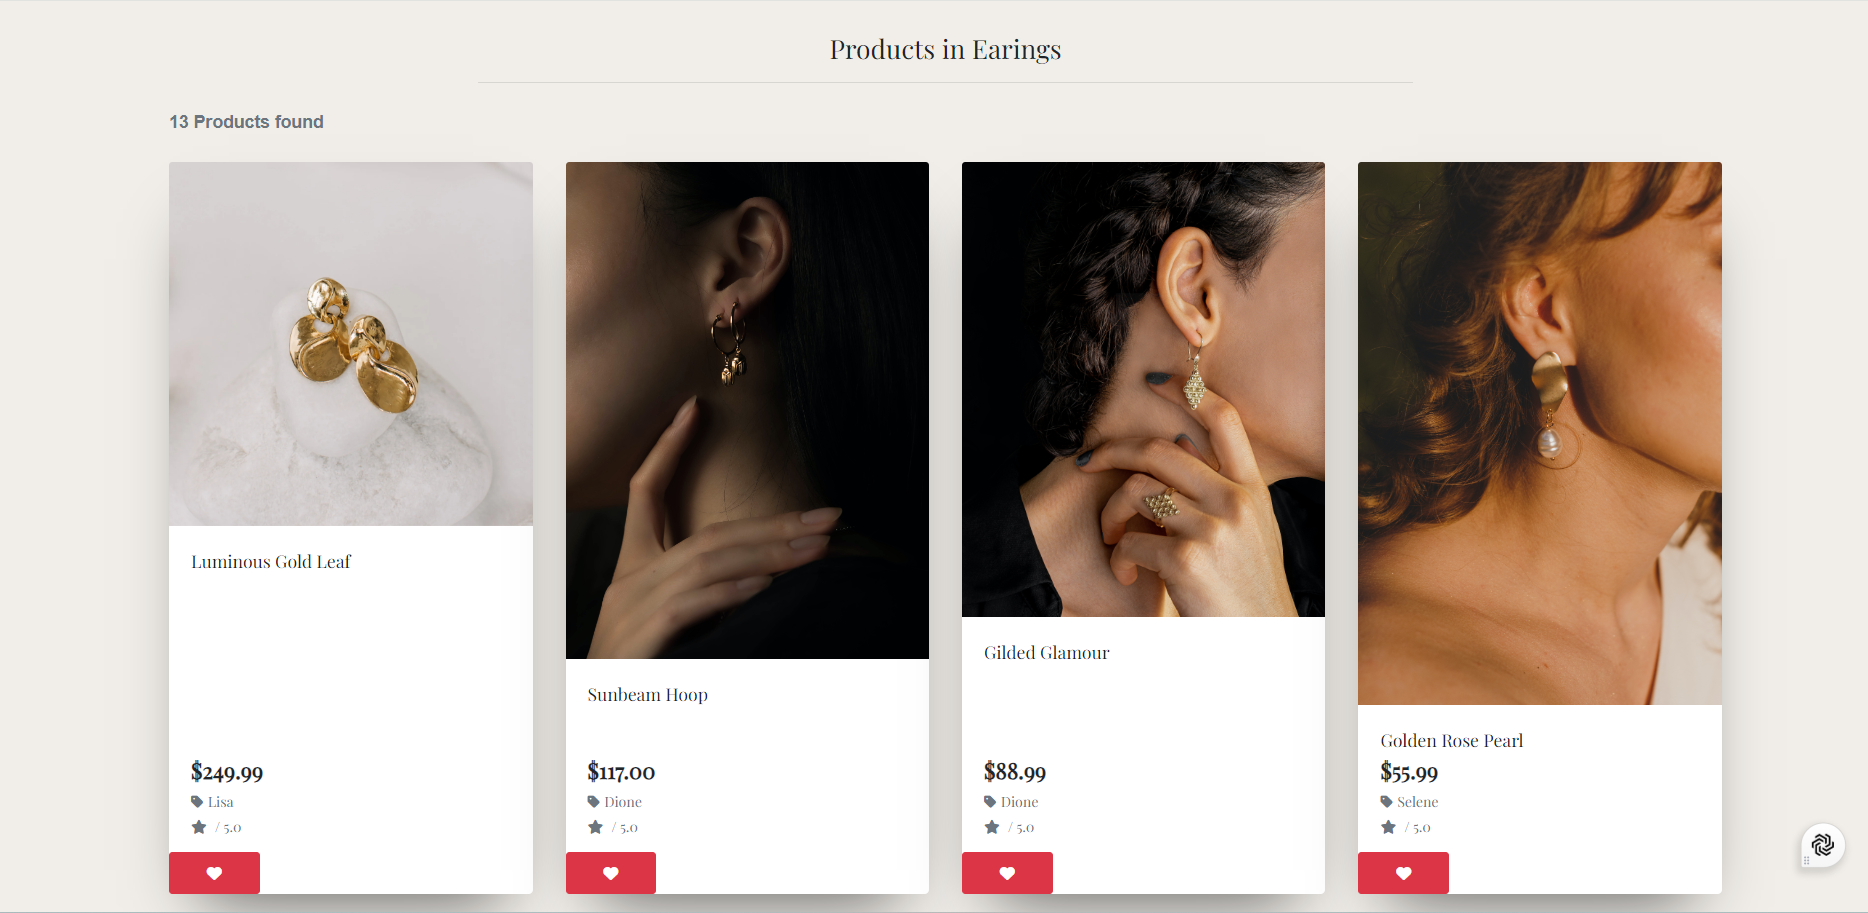 Products in Earings
13 Products found
Luminous Gold Leaf
$249.99
Lisa
/ 5.0
Sunbeam Hoop
$117.00
Dione
/ 5.0
Gilded Glamour
$88.99
Dione
/ 5.0
Golden Rose Pearl
$55.99
Selene
/ 5.0